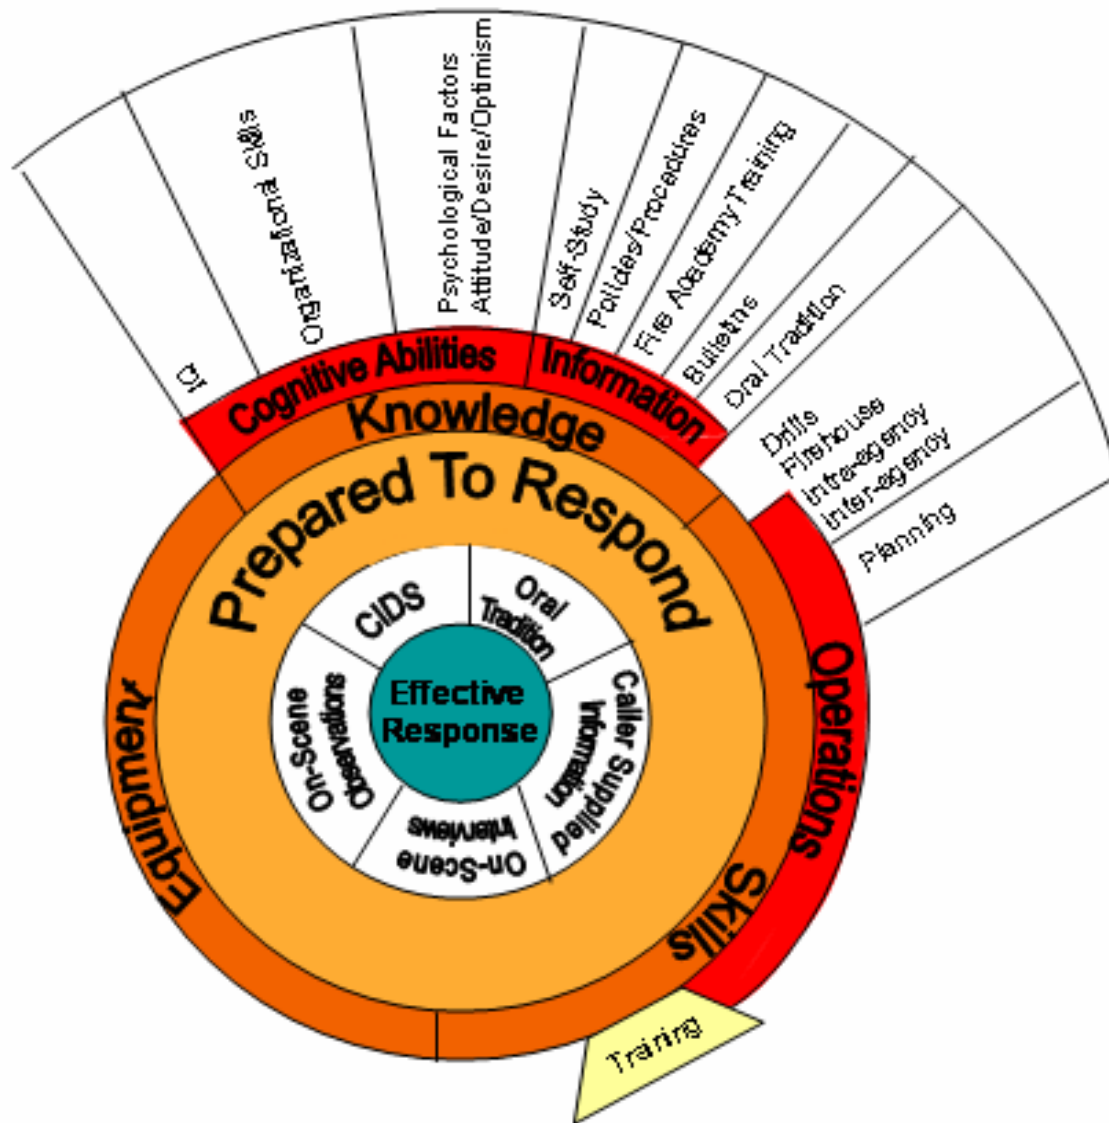 IQ
Organizational Skills
Psychological Factors
Attitude/Desire/Optimism
Self-Study
Policies/Procedures
Fire Academy Training
Bulletins
Oral Tradition
Drills
Firehouse
Intra-agency
Inter-agency
Planning
Cognitive Abilities
Information
Knowledge
Prepared To Respond
CIDS
Oral
Tradition
Effective
Response
On-Scene
Observations
Caller Supplied
Information
On-Scene
Interviews
Equipment
Operations
Skills
Training